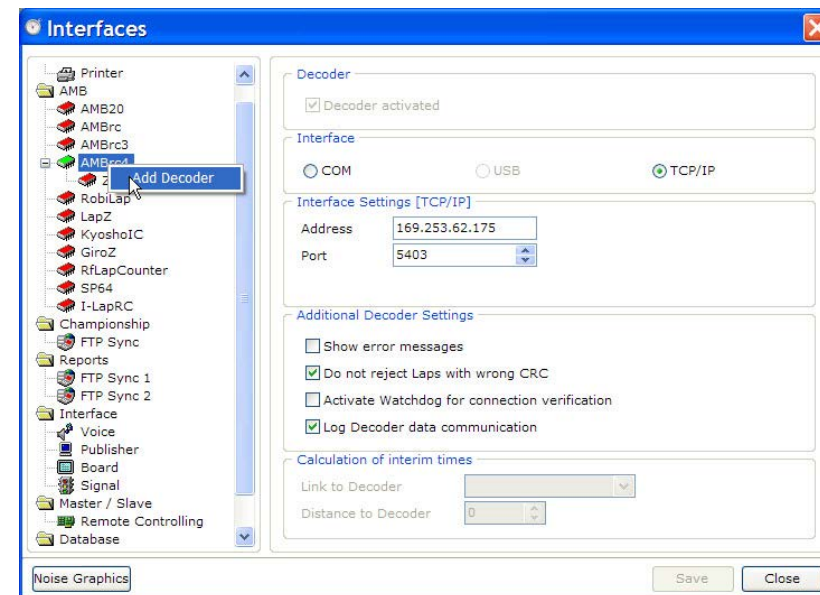 Interfaces
Printer
AMB
AMB20
AMBrc
AMBrc3
AMBrc4
Add Decoder
RobiLap
LapZ
KyoshoIC
GiroZ
RfLapCounter
SP64
I-LapRC
Championship
FTP Sync
Reports
FTP Sync 1
FTP Sync 2
Interface
Voice
Publisher
Board
Signal
Master / Slave
Remote Controlling
Database
Decoder
Decoder activated
Interface
COM USB TCP/IP
Interface Settings [TCP/IP]
Address 169.253.62.175
Port 5403
Additional Decoder Settings
Show error messages
Do not reject Laps with wrong CRC
Activate Watchdog for connection verification
Log Decoder data communication
Calculation of interim times
Link to Decoder
Distance to Decoder 0
Noise Graphics Save Close